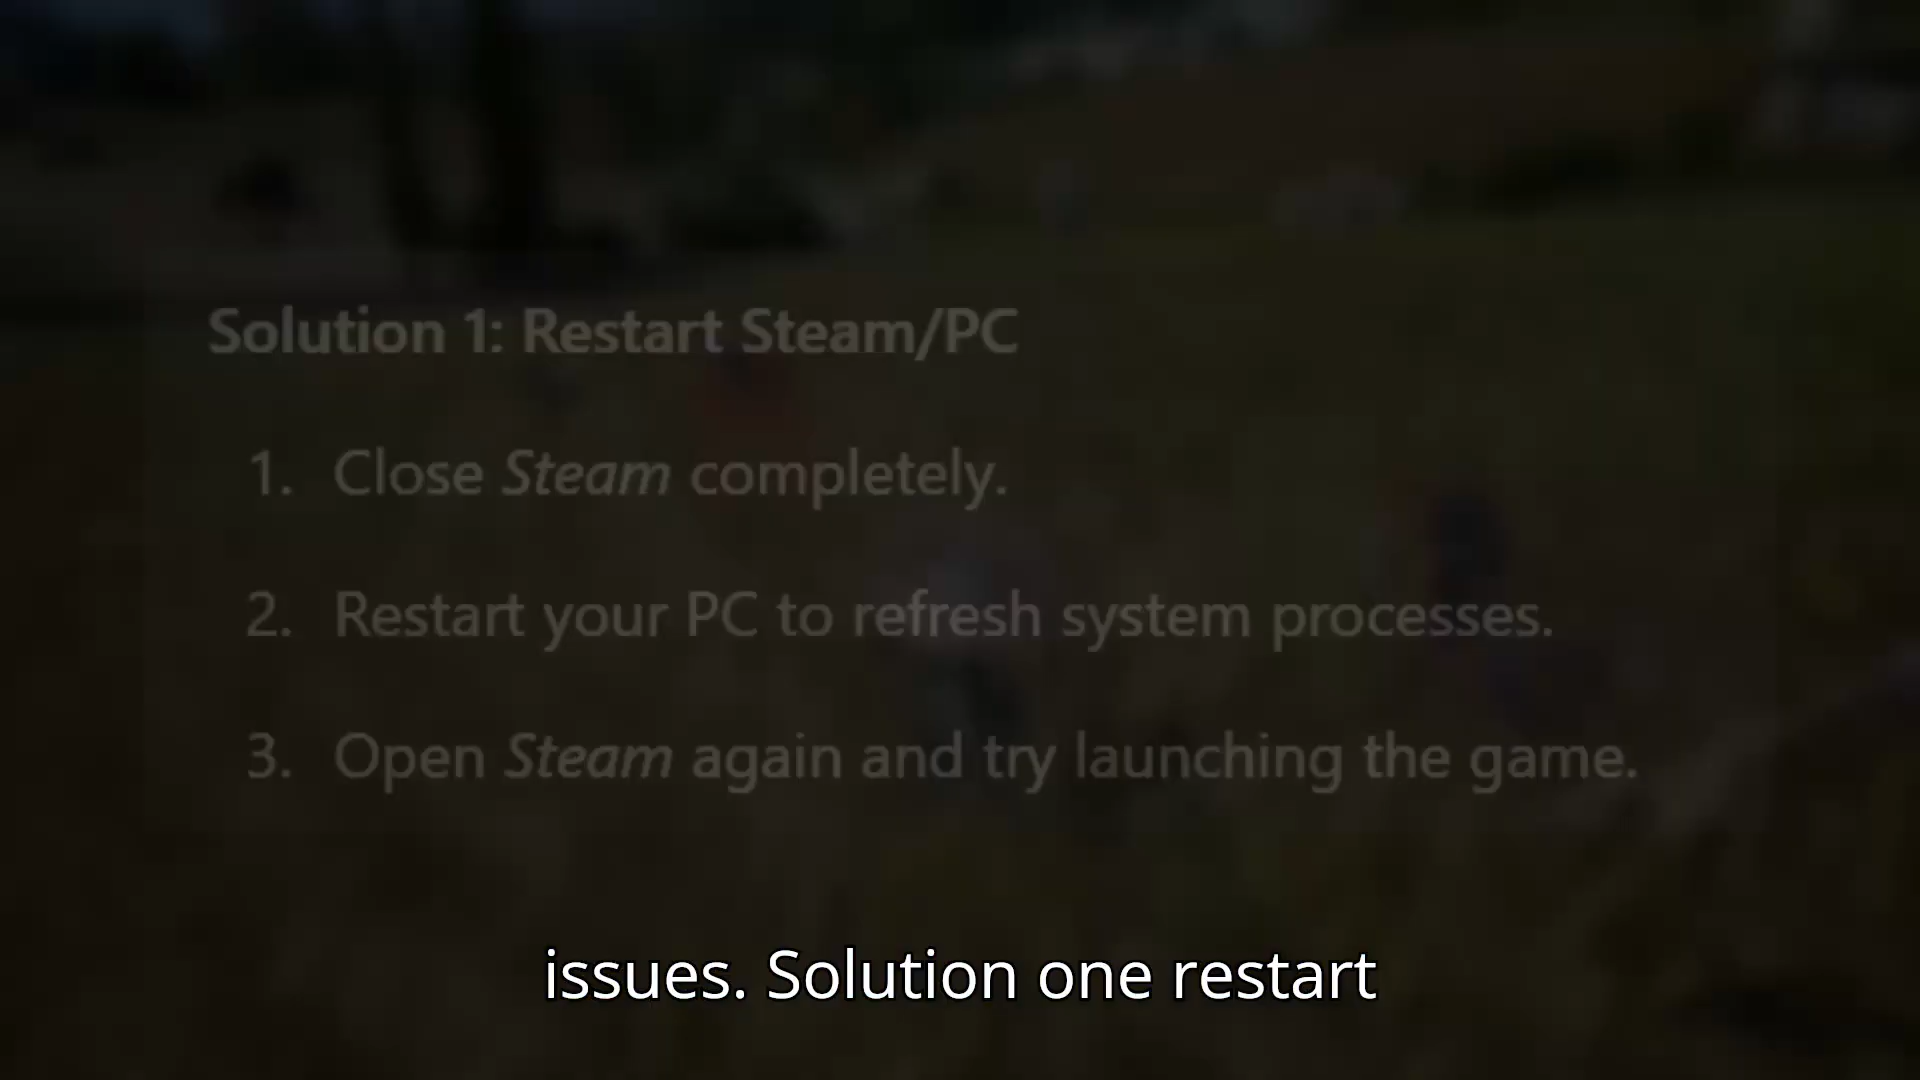 Solution 1: Restart Steam/PC
1. Close Steam completely.
2. Restart your PC to refresh system processes.
3. Open Steam again and try launching the game.
issues. Solution one restart